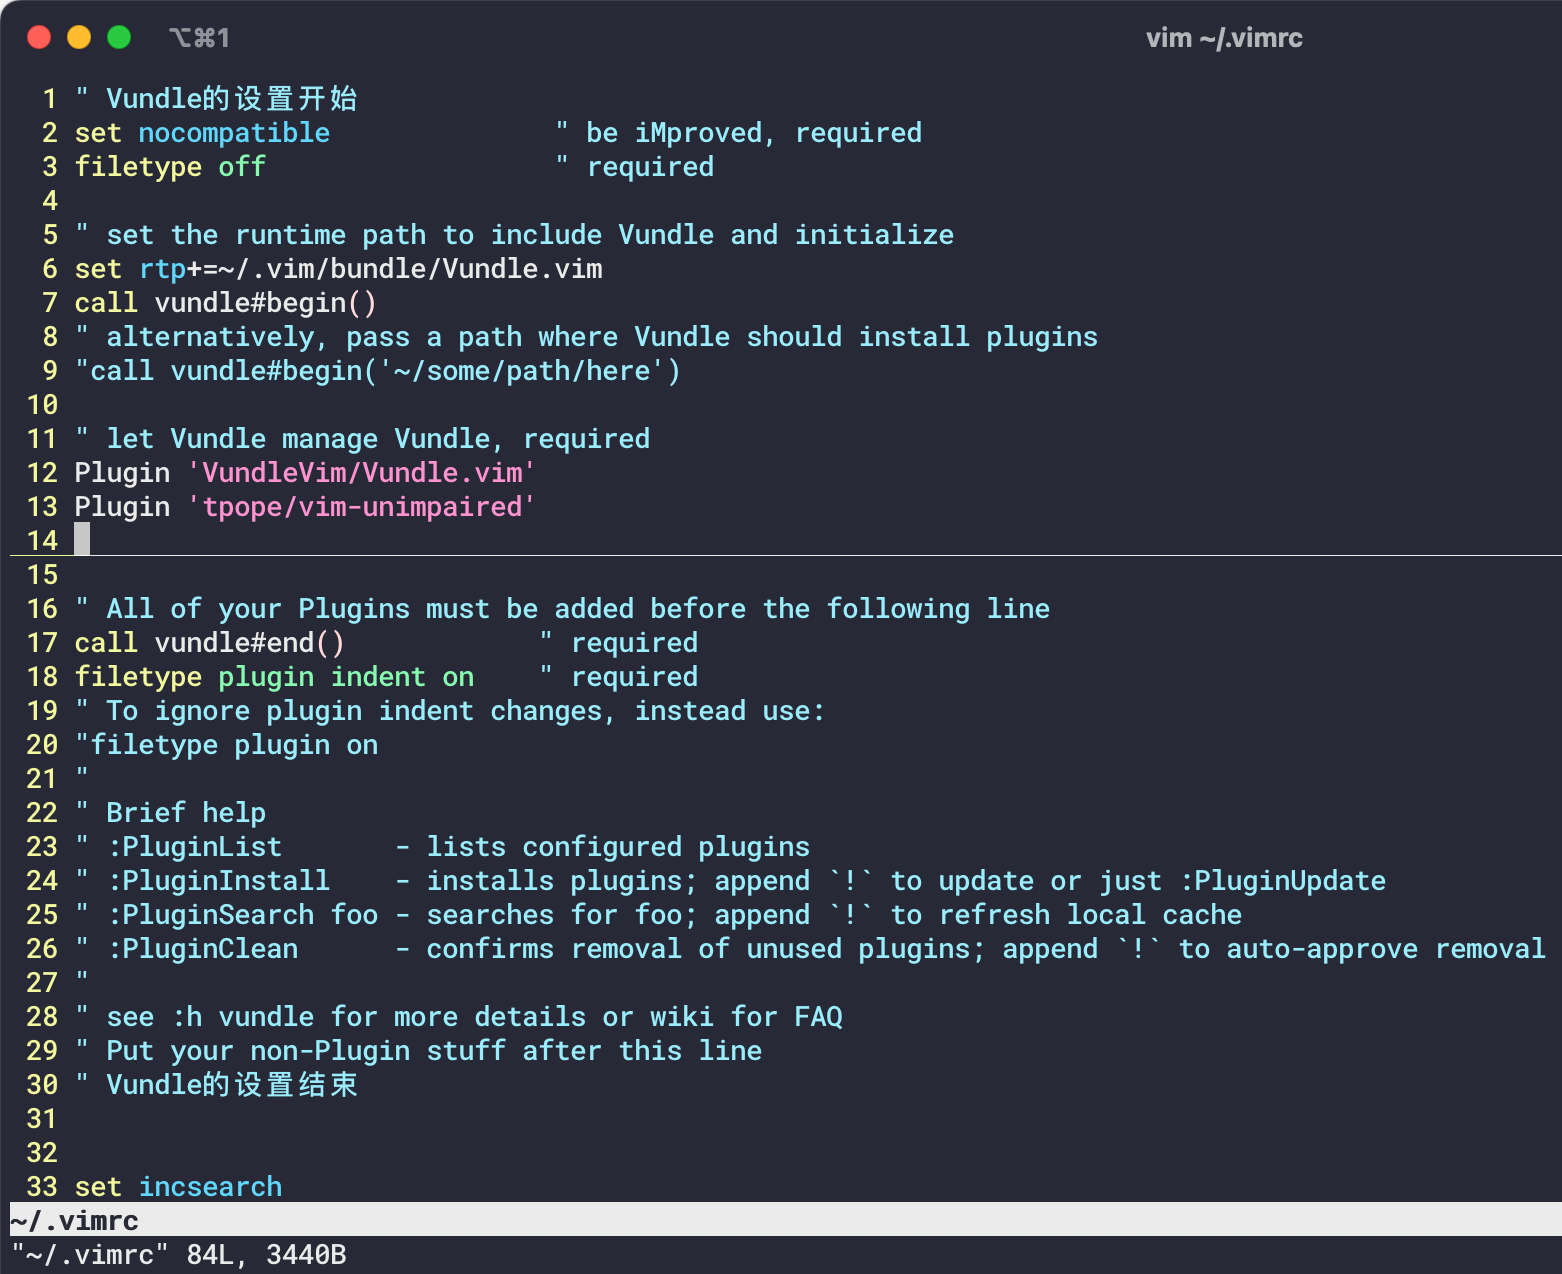 ⌥⌘1 vim ~/.vimrc
1 " Vundle的设置开始
2 set nocompatible              " be iMproved, required
3 filetype off                  " required
4
5 " set the runtime path to include Vundle and initialize
6 set rtp+=~/.vim/bundle/Vundle.vim
7 call vundle#begin()
8 " alternatively, pass a path where Vundle should install plugins
9 "call vundle#begin('~/some/path/here')
10
11 " let Vundle manage Vundle, required
12 Plugin 'VundleVim/Vundle.vim'
13 Plugin 'tpope/vim-unimpaired'
14
15
16 " All of your Plugins must be added before the following line
17 call vundle#end()            " required
18 filetype plugin indent on    " required
19 " To ignore plugin indent changes, instead use:
20 "filetype plugin on
21 "
22 " Brief help
23 " :PluginList       - lists configured plugins
24 " :PluginInstall    - installs plugins; append `!` to update or just :PluginUpdate
25 " :PluginSearch foo - searches for foo; append `!` to refresh local cache
26 " :PluginClean      - confirms removal of unused plugins; append `!` to auto-approve removal
27 "
28 " see :h vundle for more details or wiki for FAQ
29 " Put your non-Plugin stuff after this line
30 " Vundle的设置结束
31
32
33 set incsearch
~/.vimrc
"~/.vimrc" 84L, 3440B